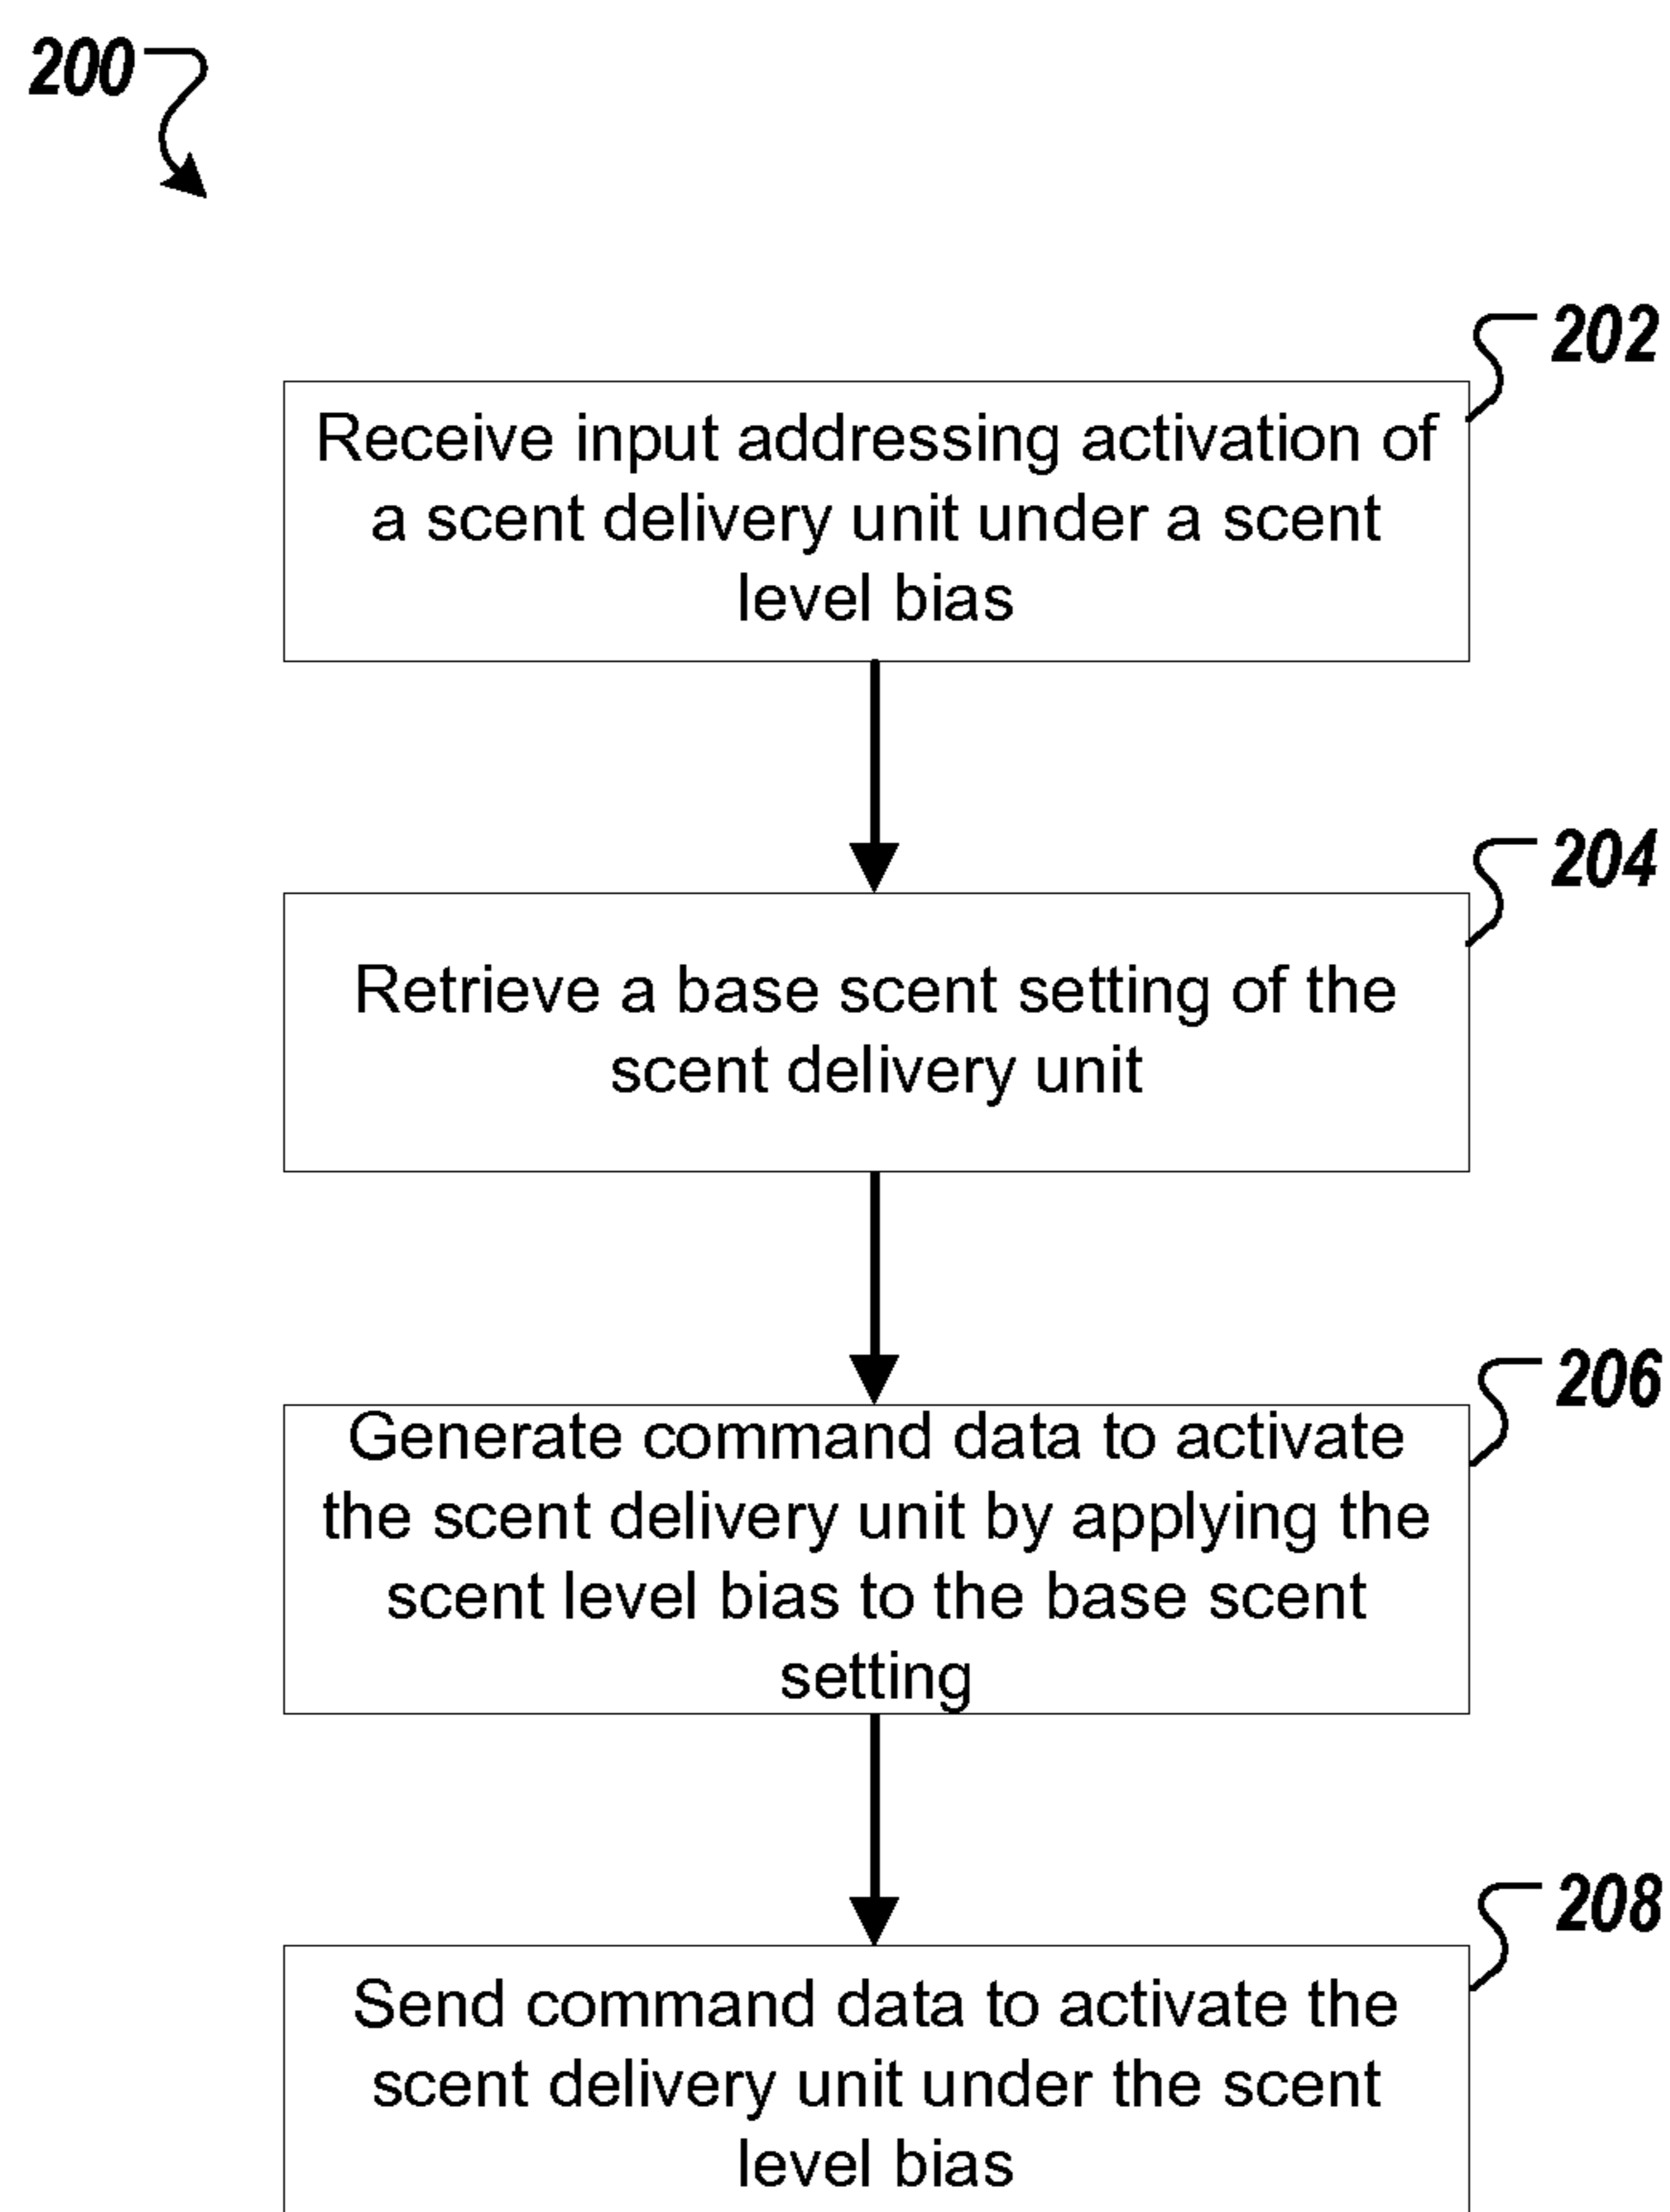 200
202
Receive input addressing activation of
a scent delivery unit under a scent
level bias
204
Retrieve a base scent setting of the
scent delivery unit
206
Generate command data to activate
the scent delivery unit by applying the
scent level bias to the base scent
setting
208
Send command data to activate the
scent delivery unit under the scent
level bias